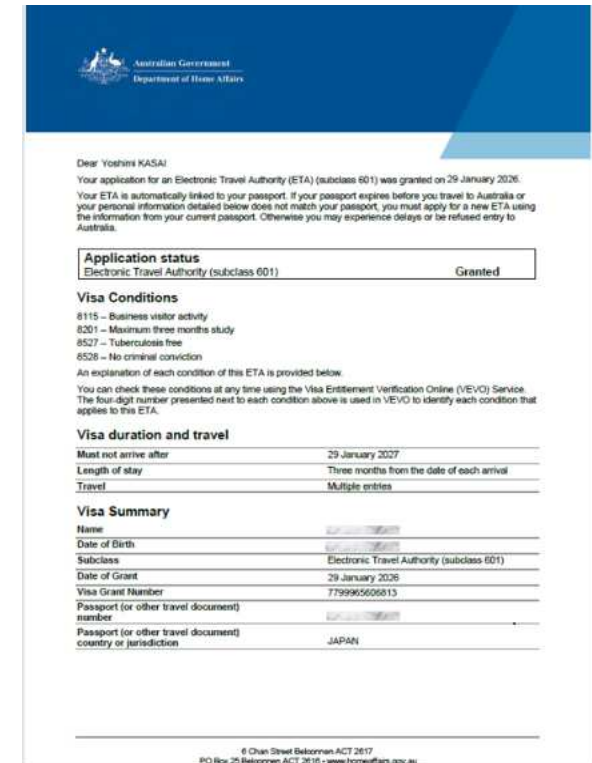 Australian Government
Department of Home Affairs
Dear Yoshimi KASAI
Your application for an Electronic Travel Authority (ETA) (subclass 601) was granted on 29 January 2026.
Your ETA is automatically linked to your passport. If your passport expires before you travel to Australia or
your personal information detailed below does not match your passport, you must apply for a new ETA using
the information from your current passport. Otherwise you may experience delays or be refused entry to
Australia.
Application status
Electronic Travel Authority (subclass 601) Granted
Visa Conditions
8115 – Business visitor activity
8201 – Maximum three months study
8527 – Tuberculosis free
8528 – No criminal conviction
An explanation of each condition of this ETA is provided below.
You can check these conditions at any time using the Visa Entitlement Verification Online (VEVO) Service.
The four-digit number presented next to each condition above is used in VEVO to identify each condition that
applies to this ETA.
Visa duration and travel
Must not arrive after 29 January 2027
Length of stay Three months from the date of each arrival
Travel Multiple entries
Visa Summary
Name
Date of Birth
Subclass Electronic Travel Authority (subclass 601)
Date of Grant 29 January 2026
Visa Grant Number 7799965606813
Passport (or other travel document)
number
Passport (or other travel document)
country or jurisdiction JAPAN
6 Chan Street Belconnen ACT 2617
PO Box 25 Belconnen ACT 2616 - www.homeaffairs.gov.au